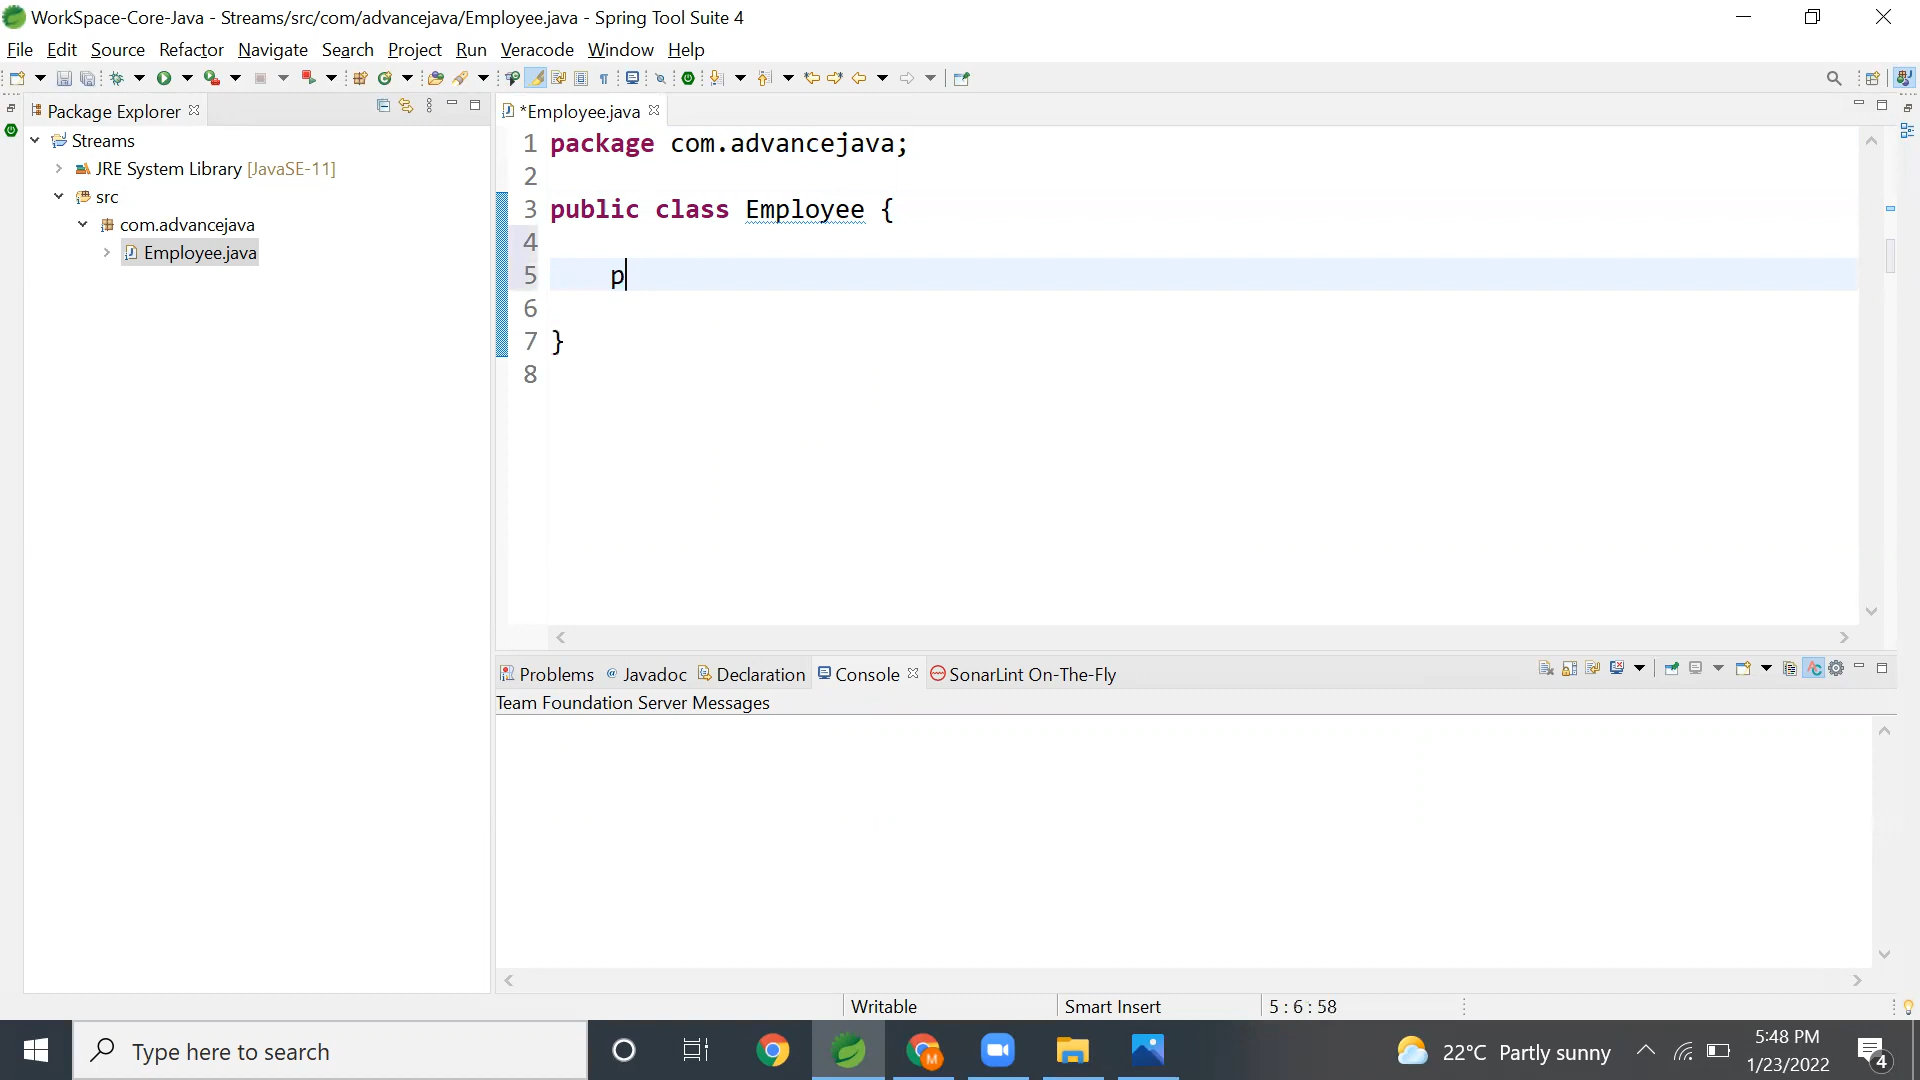 WorkSpace-Core-Java - Streams/src/com/advancejava/Employee.java - Spring Tool Suite 4
File Edit Source Refactor Navigate Search Project Run Veracode Window Help
Package Explorer
*Employee.java
Streams
JRE System Library [JavaSE-11]
src
com.advancejava
Employee.java
1 package com.advancejava;
2
3 public class Employee {
4
5 p
6
7 }
8
Problems @ Javadoc Declaration Console SonarLint On-The-Fly
Team Foundation Server Messages
Writable Smart Insert 5 : 6 : 58
Type here to search
M
22°C Partly sunny
5:48 PM
1/23/2022
4